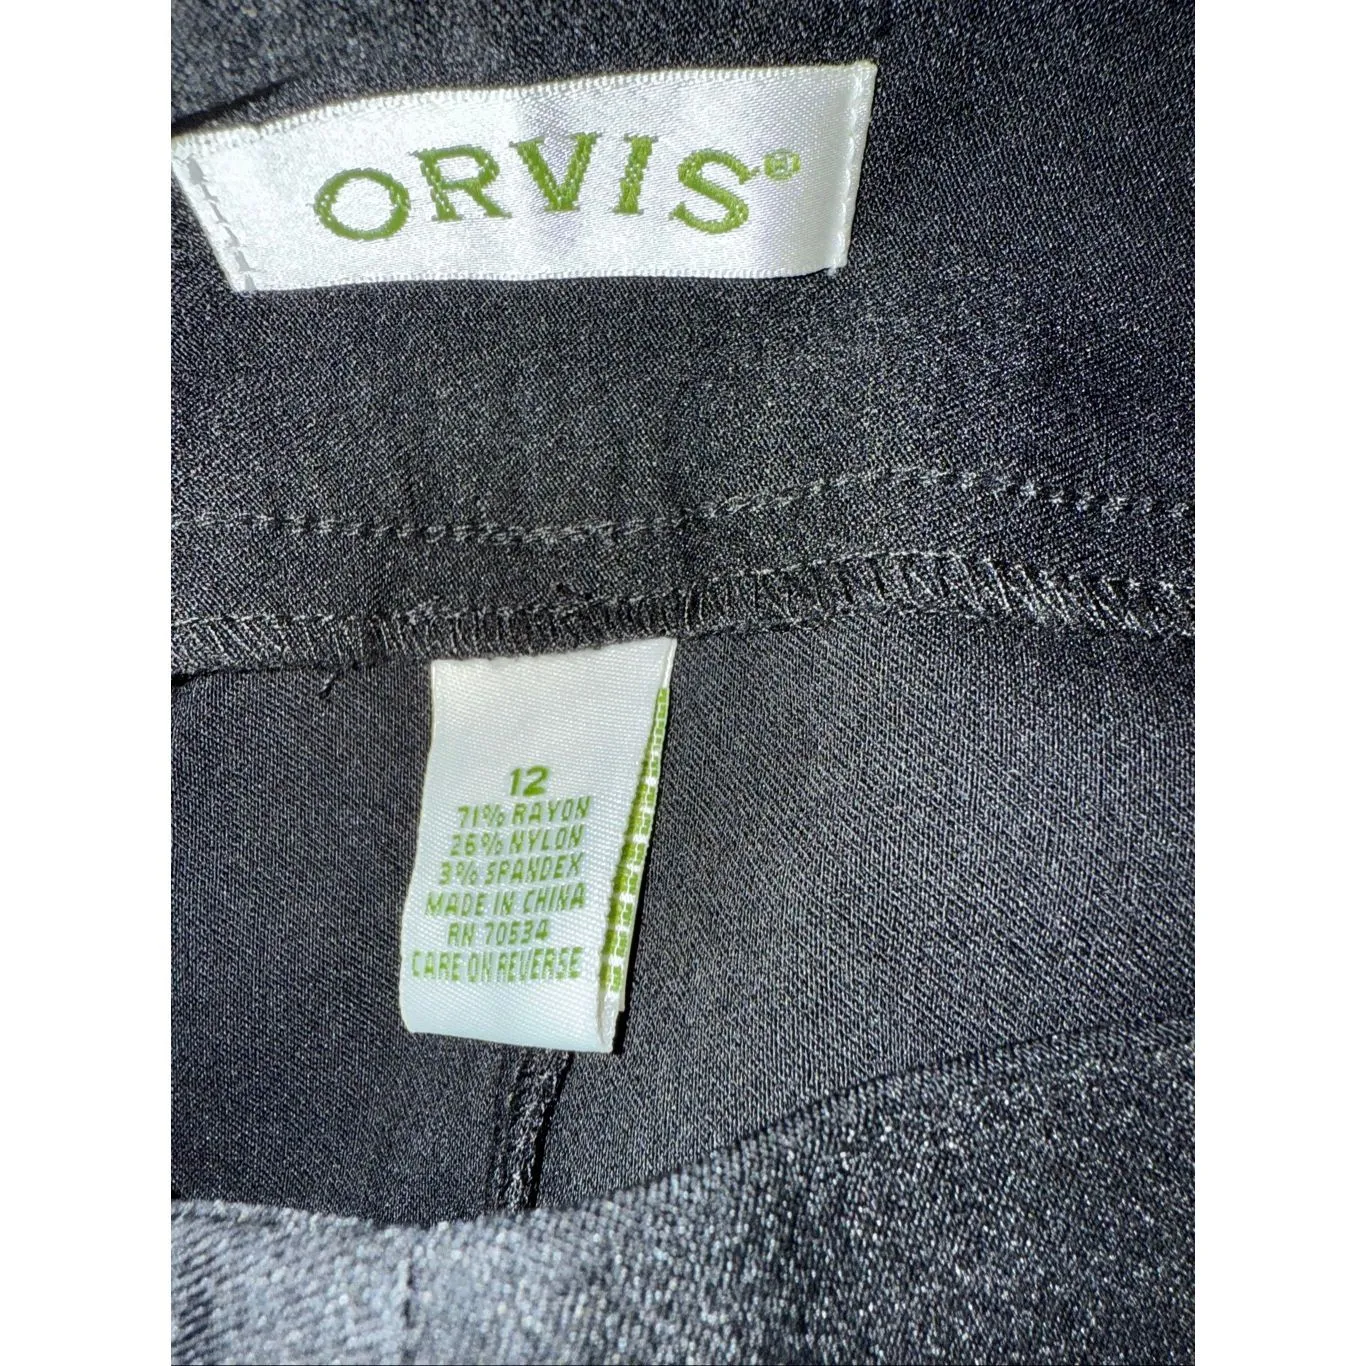 ORVIS®
12
71% RAYON
26% NYLON
3% SPANDEX
MADE IN CHINA
RN 70534
CARE ON REVERSE